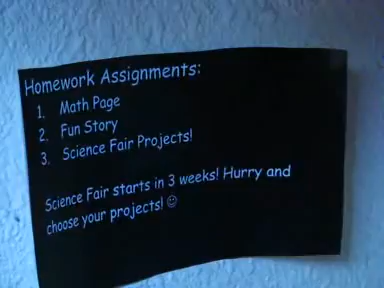 Homework Assignments:
1. Math Page
2. Fun Story
3. Science Fair Projects!
Science Fair starts in 3 weeks! Hurry and
choose your projects! ☺